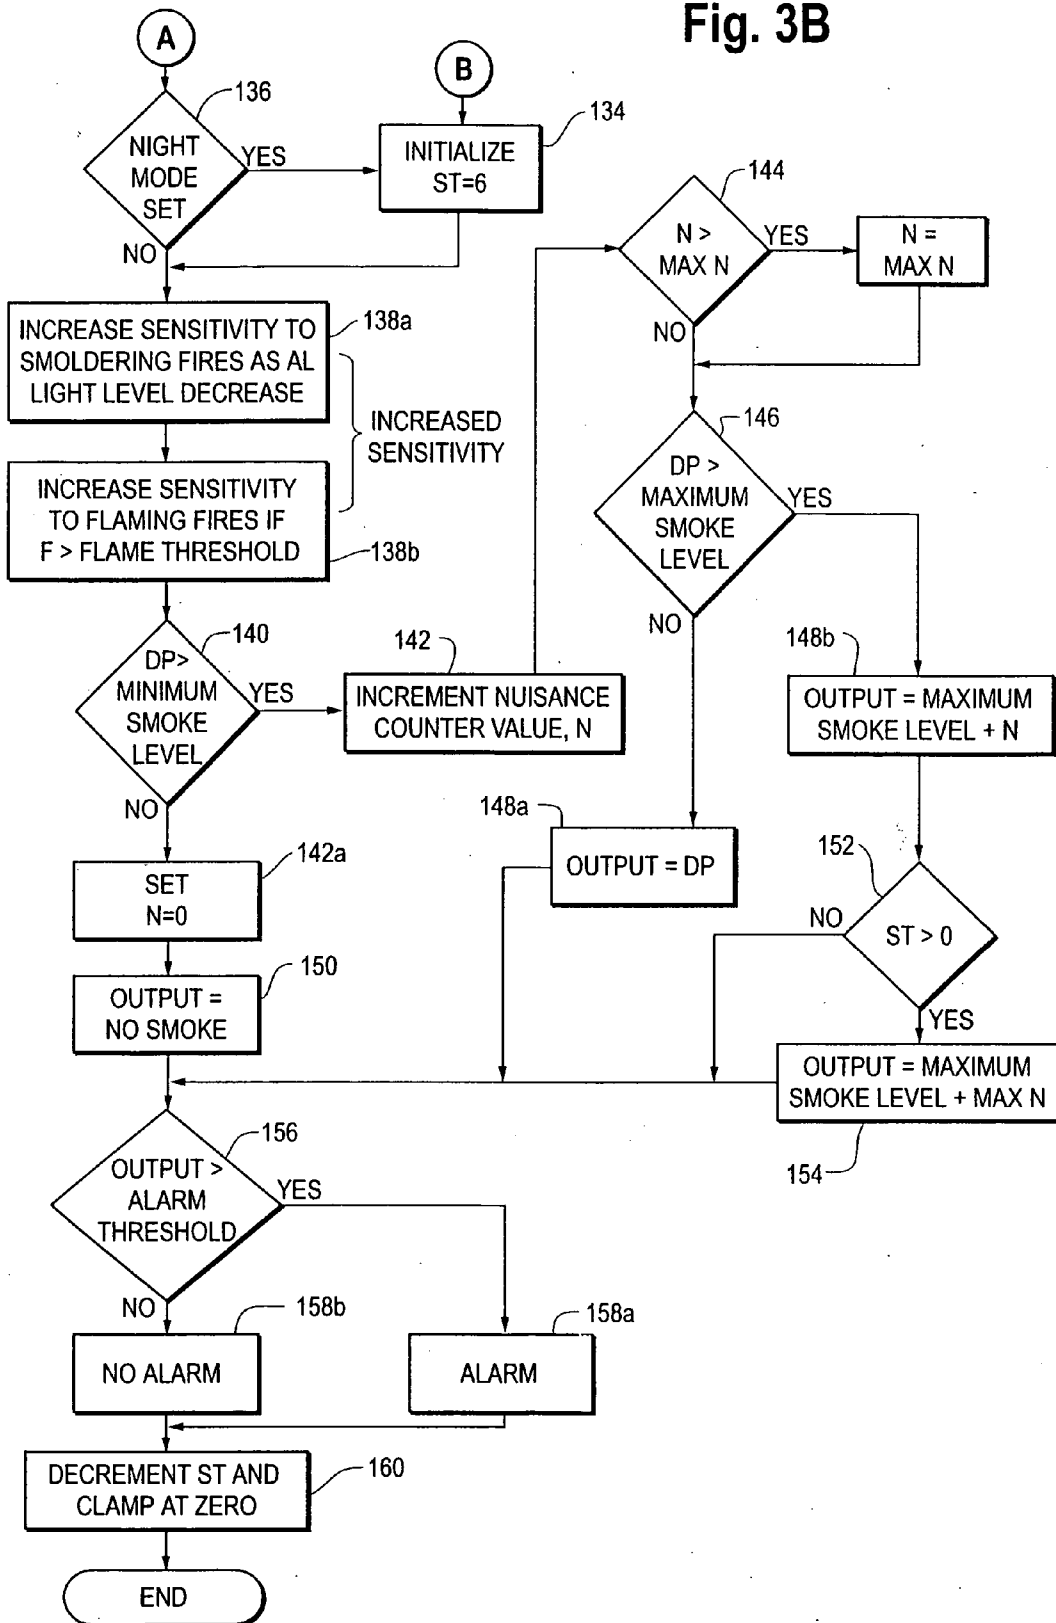 Fig. 3B
A
B
136
NIGHT
MODE
SET
YES
NO
134
INITIALIZE
ST=6
144
N >
MAX N
YES
NO
N =
MAX N
138a
INCREASE SENSITIVITY TO
SMOLDERING FIRES AS AL
LIGHT LEVEL DECREASE
INCREASED
SENSITIVITY
INCREASE SENSITIVITY
TO FLAMING FIRES IF
F > FLAME THRESHOLD
138b
146
DP >
MAXIMUM
SMOKE
LEVEL
YES
NO
140
DP>
MINIMUM
SMOKE
LEVEL
YES
NO
142
INCREMENT NUISANCE
COUNTER VALUE, N
148b
OUTPUT = MAXIMUM
SMOKE LEVEL + N
148a
OUTPUT = DP
142a
SET
N=0
152
ST > 0
NO
YES
150
OUTPUT =
NO SMOKE
OUTPUT = MAXIMUM
SMOKE LEVEL + MAX N
154
156
OUTPUT >
ALARM
THRESHOLD
YES
NO
158b
NO ALARM
158a
ALARM
DECREMENT ST AND
CLAMP AT ZERO
160
END